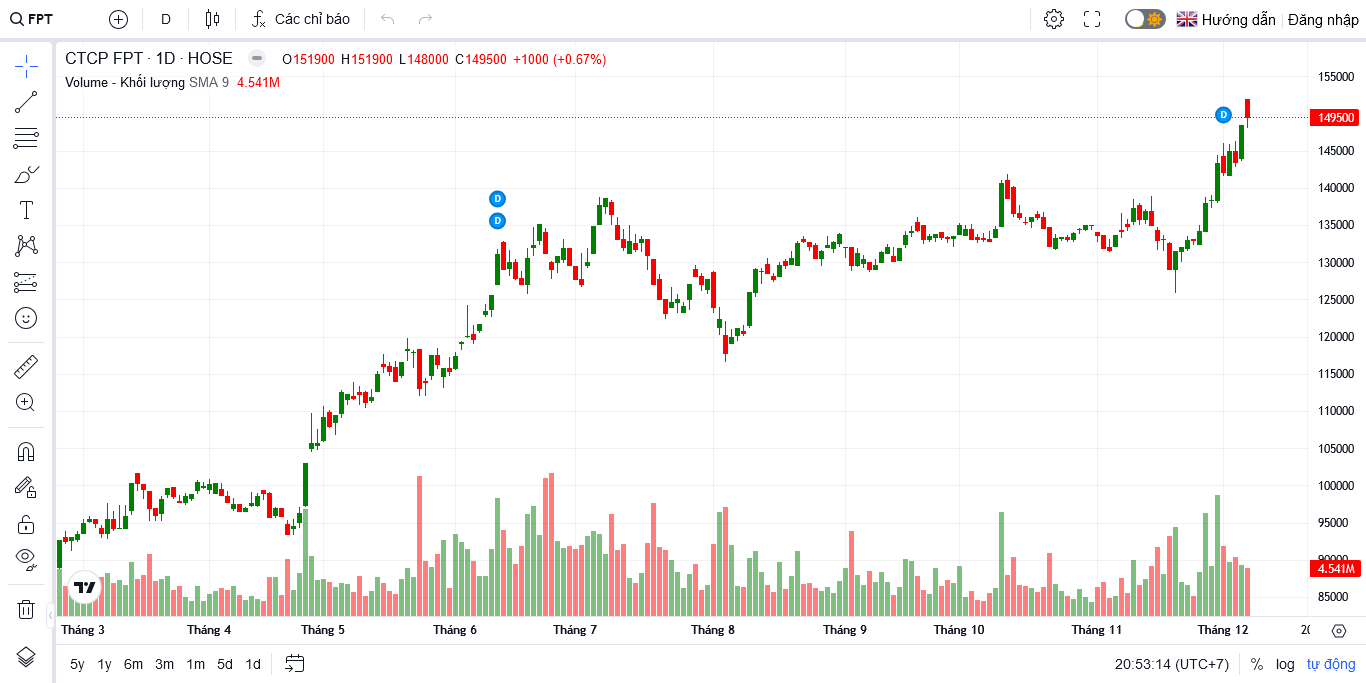 FPT D Các chỉ báo Hướng dẫn Đăng nhập
CTCP FPT · 1D · HOSE O151900 H151900 L148000 C149500 +1000 (+0.67%)
Volume - Khối lượng SMA 9 4.541M
155000
149500
145000
140000
135000
130000
125000
120000
115000
110000
105000
100000
95000
90000
4.541M
85000
D
D
D
Tháng 3 Tháng 4 Tháng 5 Tháng 6 Tháng 7 Tháng 8 Tháng 9 Tháng 10 Tháng 11 Tháng 12 20
5y 1y 6m 3m 1m 5d 1d 20:53:14 (UTC+7) % log tự động